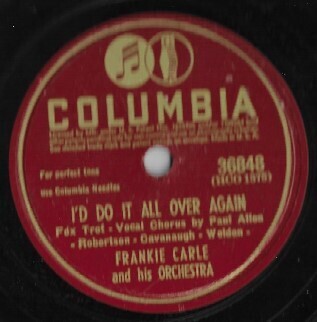 COLUMBIA
For perfect tone
use Columbia Needles
36848
I'D DO IT ALL OVER AGAIN
Fox Trot - Vocal Chorus by Paul Allen
- Robertson - Cavanaugh - Weldon -
FRANKIE CARLE
and his ORCHESTRA